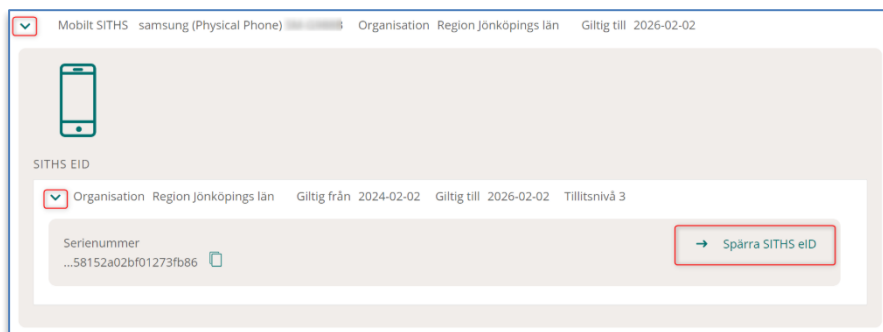 Mobilt SITHS samsung (Physical Phone) Organisation Region Jönköpings län Giltig till 2026-02-02
SITHS EID
Organisation Region Jönköpings län Giltig från 2024-02-02 Giltig till 2026-02-02 Tillitsnivå 3
Serienummer
...58152a02bf01273fb86
→ Spärra SITHS eID